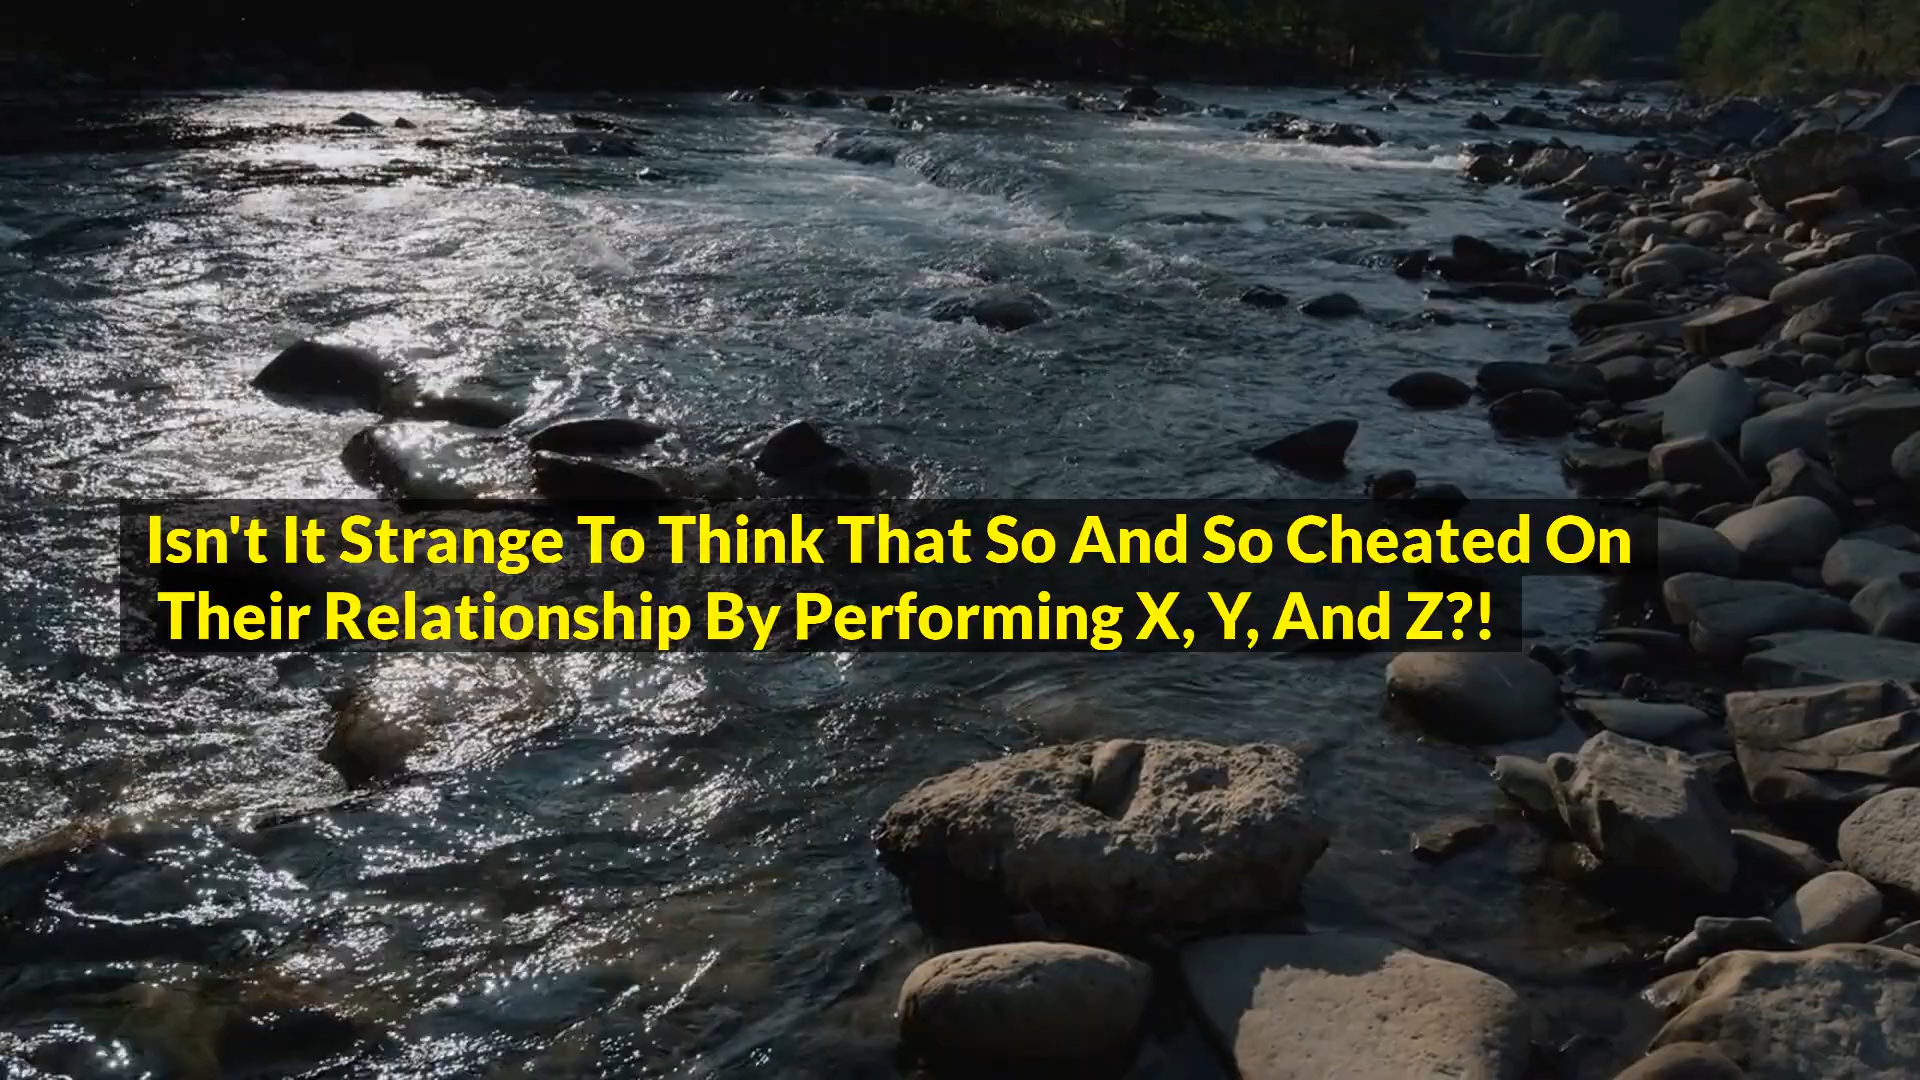 Isn't It Strange To Think That So And So Cheated On
Their Relationship By Performing X, Y, And Z?!